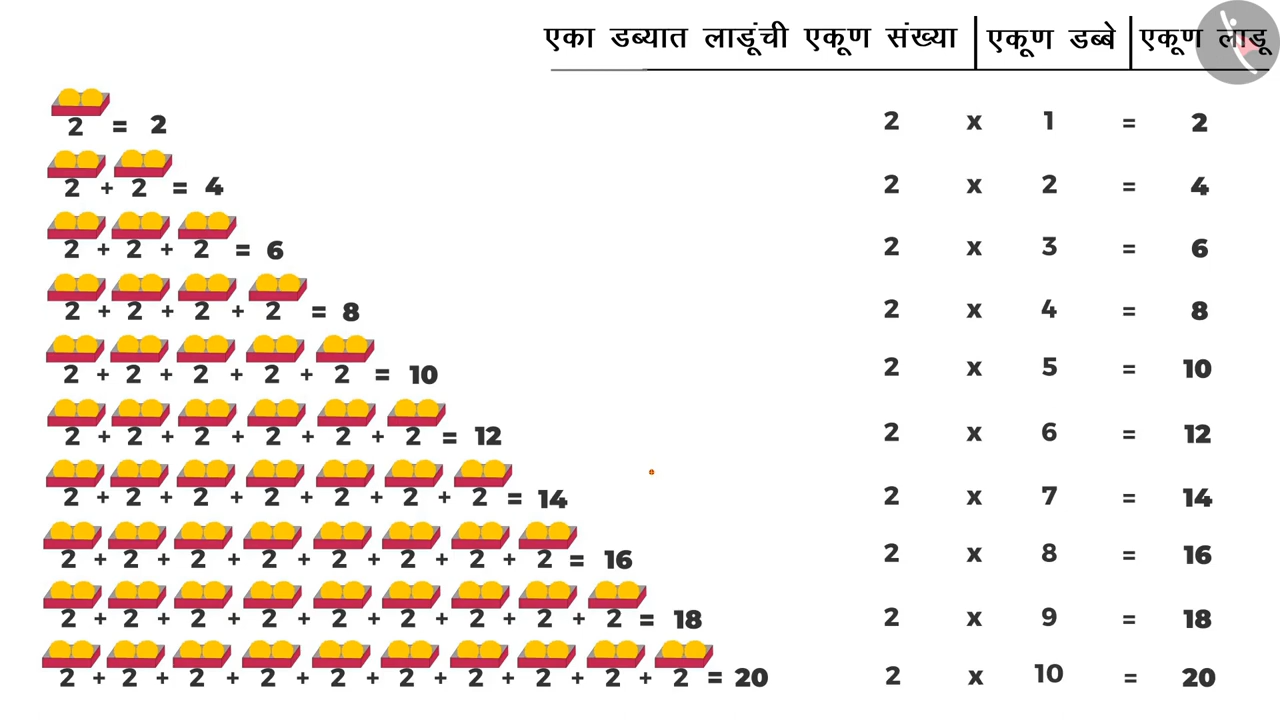 एका डब्यात लाडूंची एकूण संख्या एकूण डब्बे एकूण लाडू
2 = 2 2 x 1 = 2
2 + 2 = 4 2 x 2 = 4
2 + 2 + 2 = 6 2 x 3 = 6
2 + 2 + 2 + 2 = 8 2 x 4 = 8
2 + 2 + 2 + 2 + 2 = 10 2 x 5 = 10
2 + 2 + 2 + 2 + 2 + 2 = 12 2 x 6 = 12
2 + 2 + 2 + 2 + 2 + 2 + 2 = 14 2 x 7 = 14
2 + 2 + 2 + 2 + 2 + 2 + 2 + 2 = 16 2 x 8 = 16
2 + 2 + 2 + 2 + 2 + 2 + 2 + 2 + 2 = 18 2 x 9 = 18
2 + 2 + 2 + 2 + 2 + 2 + 2 + 2 + 2 + 2 = 20 2 x 10 = 20